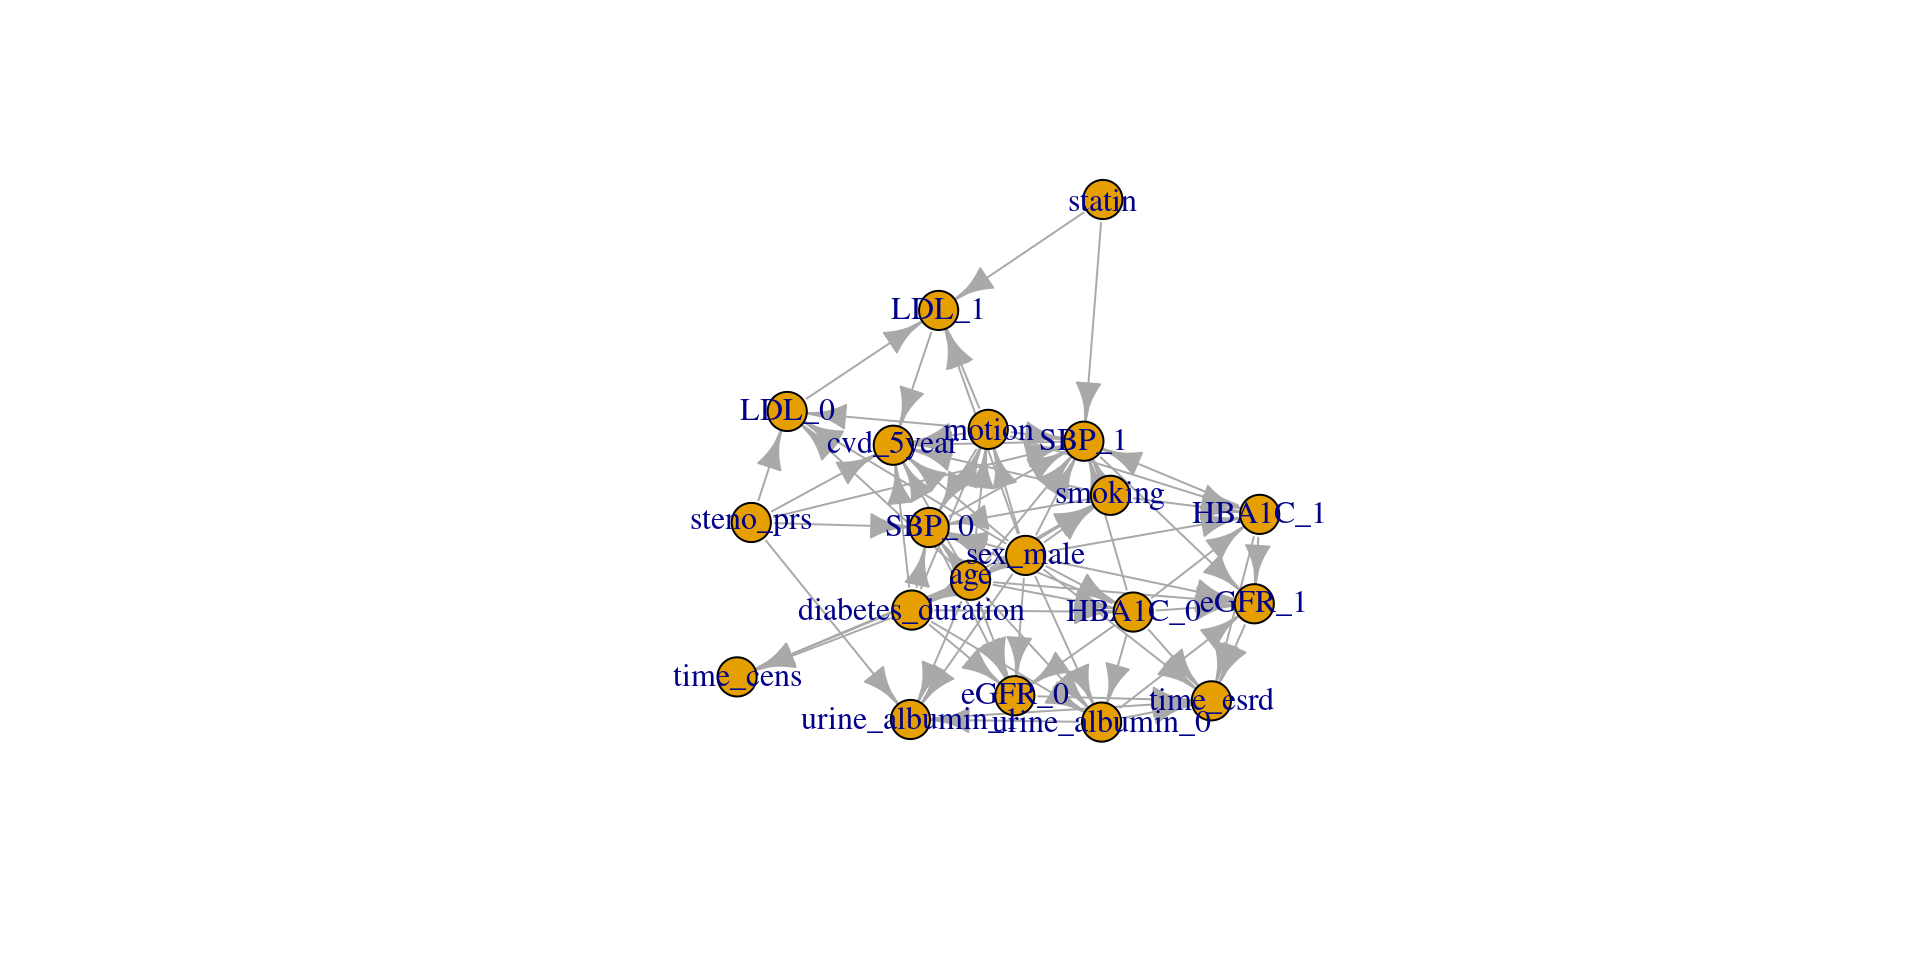 statin
LDL_1
LDL_0
motion
cvd_5year
SBP_1
smoking
HBA1C_1
steno_prs
SBP_0
sex_male
age
eGFR_1
diabetes_duration
HBA1C_0
time_cens
eGFR_0
time_esrd
urine_albumin_1
urine_albumin_0